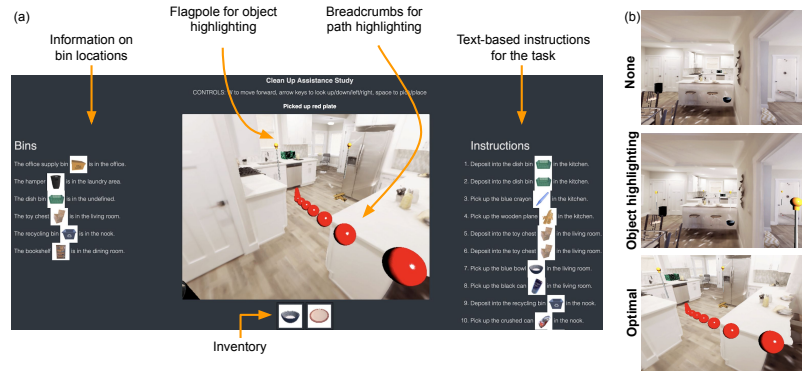 (a)
Flagpole for object
highlighting
Breadcrumbs for
path highlighting
Information on
bin locations
Text-based instructions
for the task
Clean Up Assistance Study
CONTROLS: 'w' to move forward, arrow keys to look up/down/left/right, space to pick/place
Picked up red plate
Bins
The office supply bin is in the office.
The hamper is in the laundry area.
The dish bin is in the undefined.
The toy chest is in the living room.
The recycling bin is in the nook.
The bookshelf is in the dining room.
Instructions
1. Deposit into the dish bin in the kitchen.
2. Deposit into the dish bin in the kitchen.
3. Pick up the blue crayon in the kitchen.
4. Pick up the wooden plane in the kitchen.
5. Deposit into the toy chest in the living room.
6. Deposit into the toy chest in the living room.
7. Pick up the blue bowl in the living room.
8. Pick up the black can in the living room.
9. Deposit into the recycling bin in the nook.
10. Pick up the crushed can in the nook.
Inventory
(b)
None
Object highlighting
Optimal